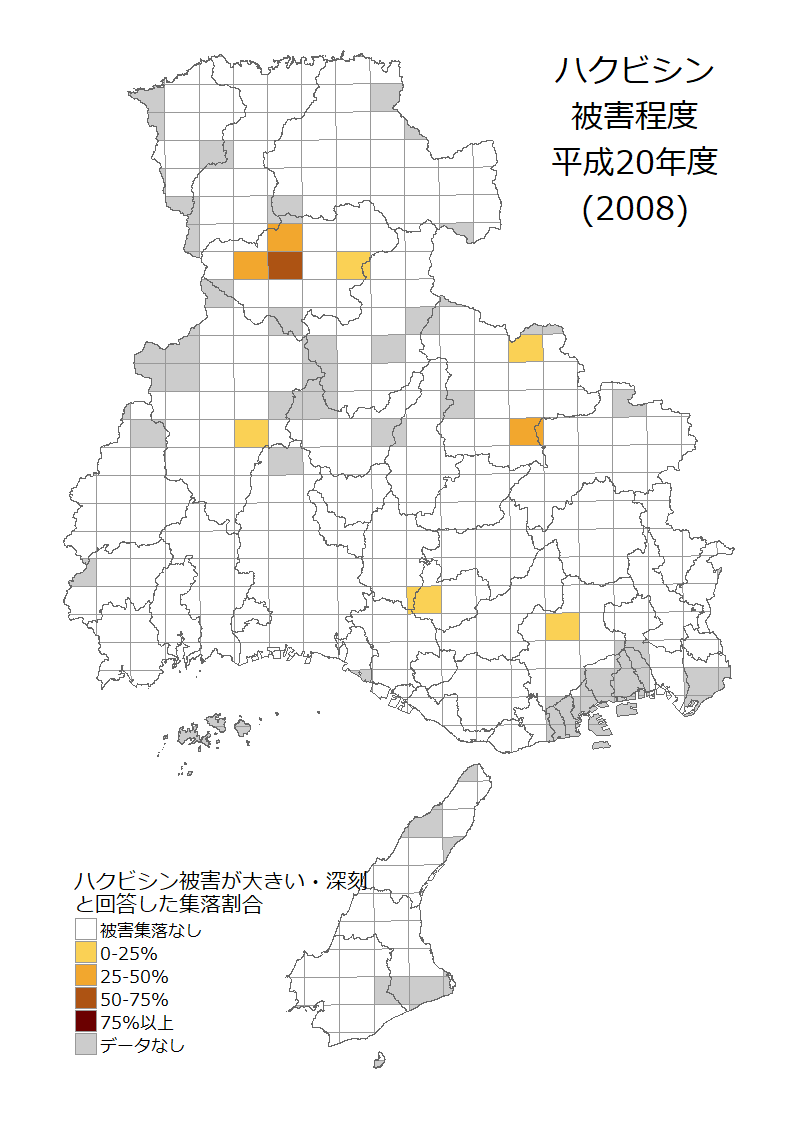 ハクビシン
被害程度
平成20年度
(2008)
ハクビシン被害が大きい・深刻
と回答した集落割合
被害集落なし
0-25%
25-50%
50-75%
75%以上
データなし